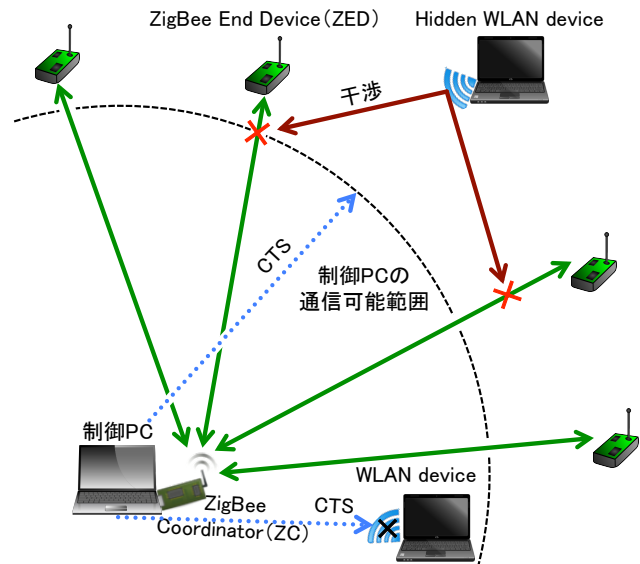 ZigBee End Device(ZED)
Hidden WLAN device
干渉
CTS
制御PCの
通信可能範囲
制御PC
WLAN device
ZigBee
Coordinator(ZC)
CTS